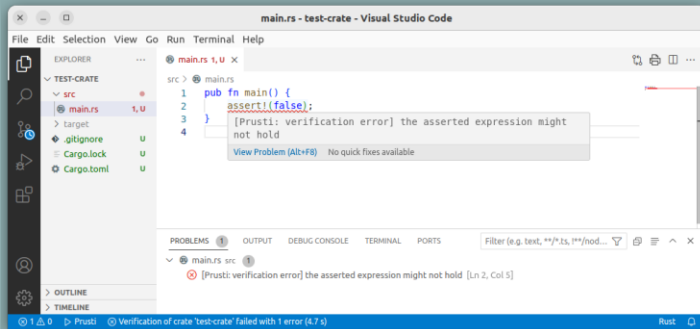 main.rs - test-crate - Visual Studio Code
File Edit Selection View Go Run Terminal Help
EXPLORER
TEST-CRATE
src
main.rs 1, U
target
.gitignore U
Cargo.lock U
Cargo.toml U
OUTLINE
TIMELINE
main.rs 1, U
src > main.rs
1 pub fn main() {
2 assert!(false);
3 }
4
[Prusti: verification error] the asserted expression might
not hold
View Problem (Alt+F8) No quick fixes available
PROBLEMS 1 OUTPUT DEBUG CONSOLE TERMINAL PORTS
Filter (e.g. text, **/*.ts, !**/nod...
main.rs src 1
[Prusti: verification error] the asserted expression might not hold [Ln 2, Col 5]
1 0 Prusti Verification of crate 'test-crate' failed with 1 error (4.7 s) Rust